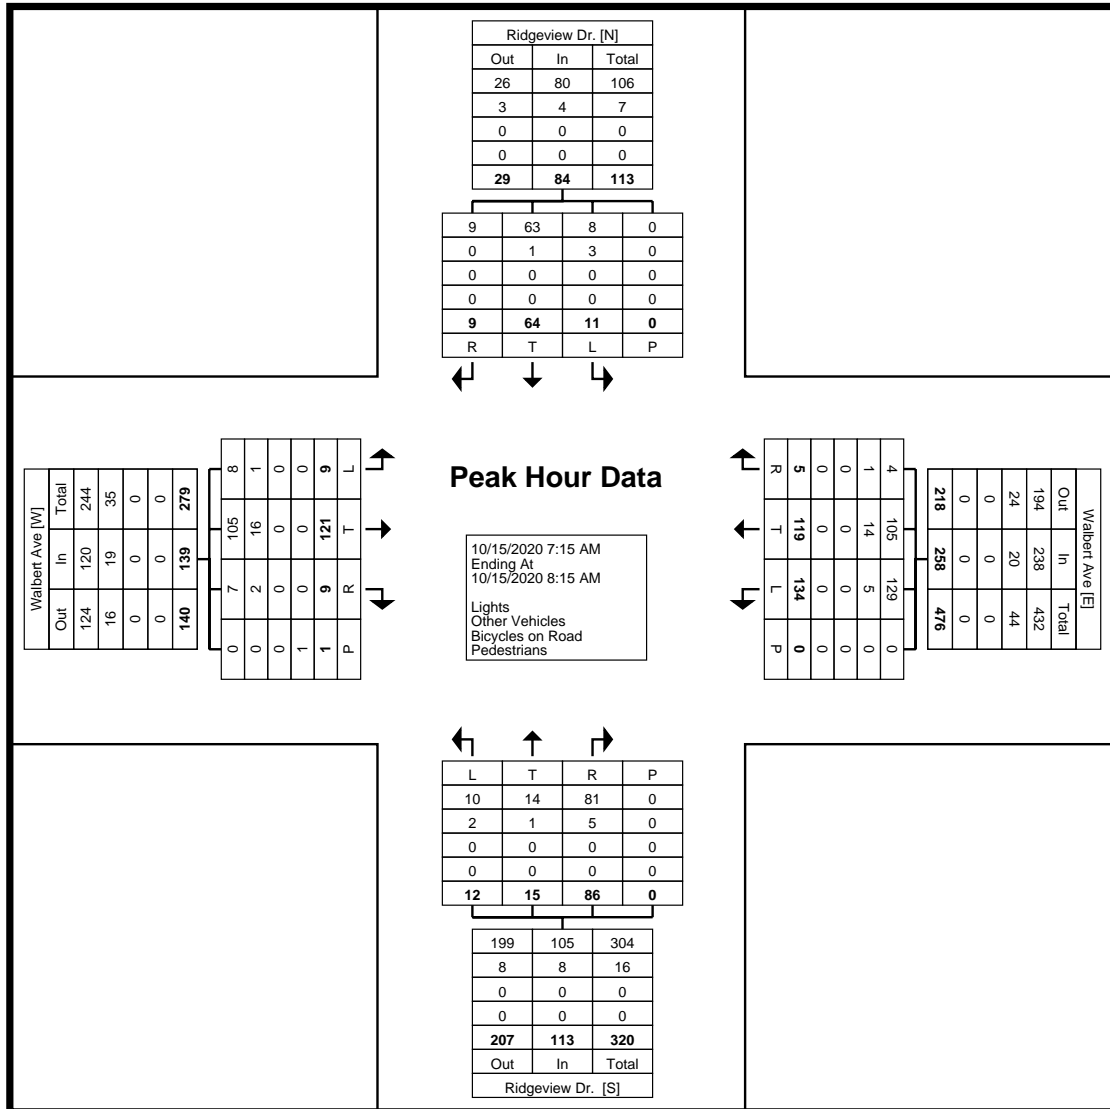 Ridgeview Dr. [N]
Out In Total
26 80 106
3 4 7
0 0 0
0 0 0
29 84 113
9 63 8 0
0 1 3 0
0 0 0 0
0 0 0 0
9 64 11 0
R T L P
Walbert Ave [W]
Total In Out
244 120 124
35 19 16
0 0 0
0 0 0
279 139 140
8 105 7 0
1 16 2 0
0 0 0 0
0 0 0 1
9 121 9 1
L T R P
Peak Hour Data
10/15/2020 7:15 AM
Ending At
10/15/2020 8:15 AM
Lights
Other Vehicles
Bicycles on Road
Pedestrians
Walbert Ave [E]
Out In Total
194 238 432
24 20 44
0 0 0
0 0 0
218 258 476
4 105 129 0
1 14 5 0
0 0 0 0
0 0 0 0
5 119 134 0
R T L P
L T R P
10 14 81 0
2 1 5 0
0 0 0 0
0 0 0 0
12 15 86 0
199 105 304
8 8 16
0 0 0
0 0 0
207 113 320
Out In Total
Ridgeview Dr. [S]